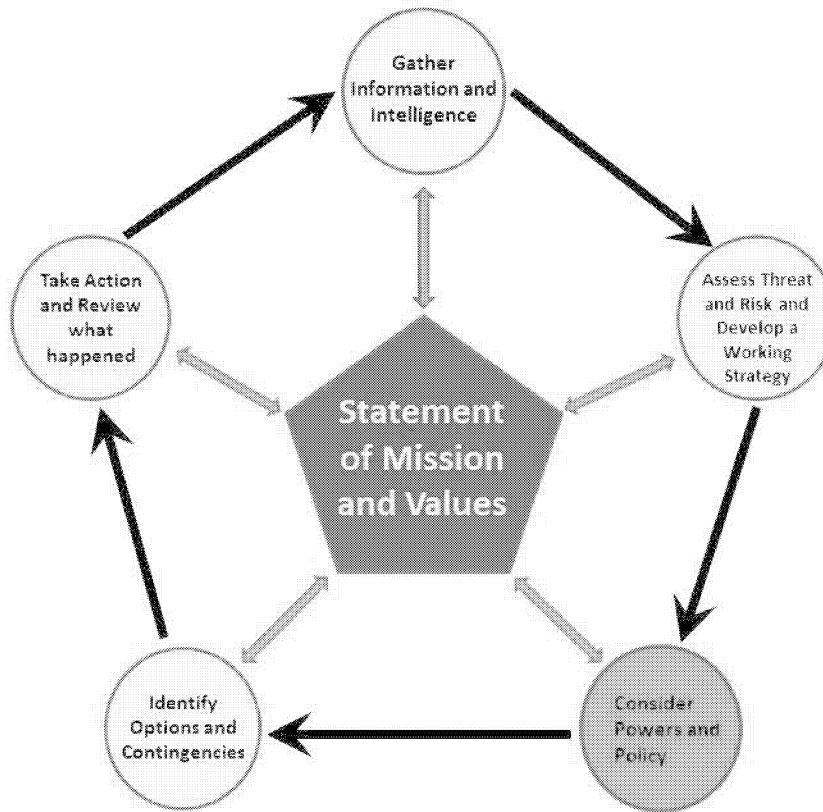 Gather
Information and
Intelligence
Assess Threat
and Risk and
Develop a
Working
Strategy
Consider
Powers and
Policy
Identify
Options and
Contingencies
Take Action
and Review
what
happened
Statement
of Mission
and Values